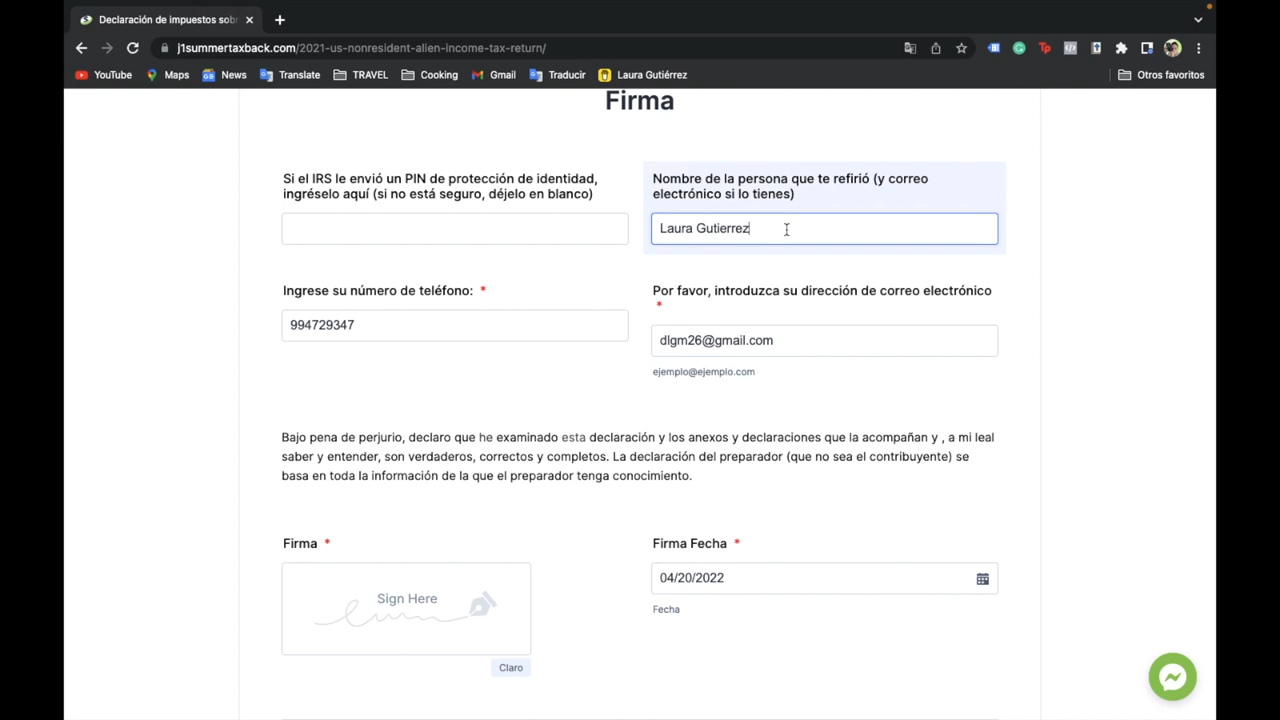 Declaración de impuestos sob
j1summertaxback.com/2021-us-nonresident-alien-income-tax-return/
YouTube Maps News Translate TRAVEL Cooking Gmail Traducir Laura Gutiérrez Otros favoritos
Firma
Si el IRS le envió un PIN de protección de identidad,
ingréselo aquí (si no está seguro, déjelo en blanco)
Nombre de la persona que te refirió (y correo
electrónico si lo tienes)
Laura Gutierrez
Ingrese su número de teléfono: *
994729347
Por favor, introduzca su dirección de correo electrónico
*
dlgm26@gmail.com
ejemplo@ejemplo.com
Bajo pena de perjurio, declaro que he examinado esta declaración y los anexos y declaraciones que la acompañan y , a mi leal
saber y entender, son verdaderos, correctos y completos. La declaración del preparador (que no sea el contribuyente) se
basa en toda la información de la que el preparador tenga conocimiento.
Firma *
Sign Here
Claro
Firma Fecha *
04/20/2022
Fecha